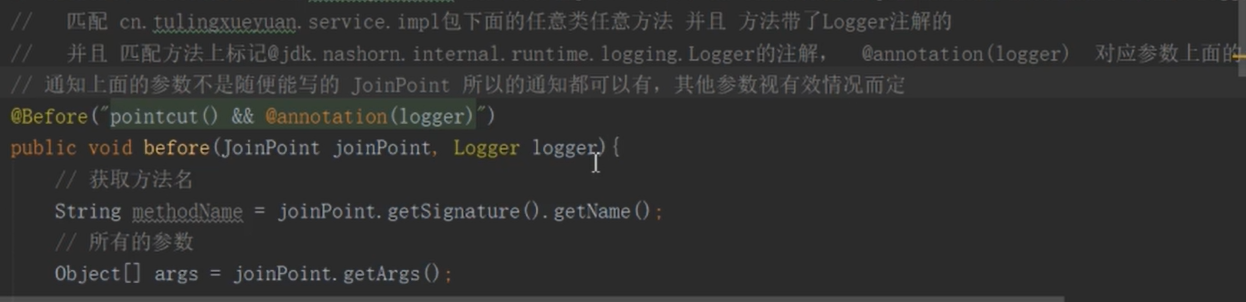 //   匹配 cn.tulingxueyuan.service.impl包下面的任意类任意方法 并且 方法带了Logger注解的
//   并且 匹配方法上标记@jdk.nashorn.internal.runtime.logging.Logger的注解，  @annotation(logger)  对应参数上面的
// 通知上面的参数不是随便能写的 JoinPoint 所以的通知都可以有，其他参数视有效情况而定
@Before("pointcut() && @annotation(logger)")
public void before(JoinPoint joinPoint, Logger logger){
// 获取方法名
String methodName = joinPoint.getSignature().getName();
// 所有的参数
Object[] args = joinPoint.getArgs();